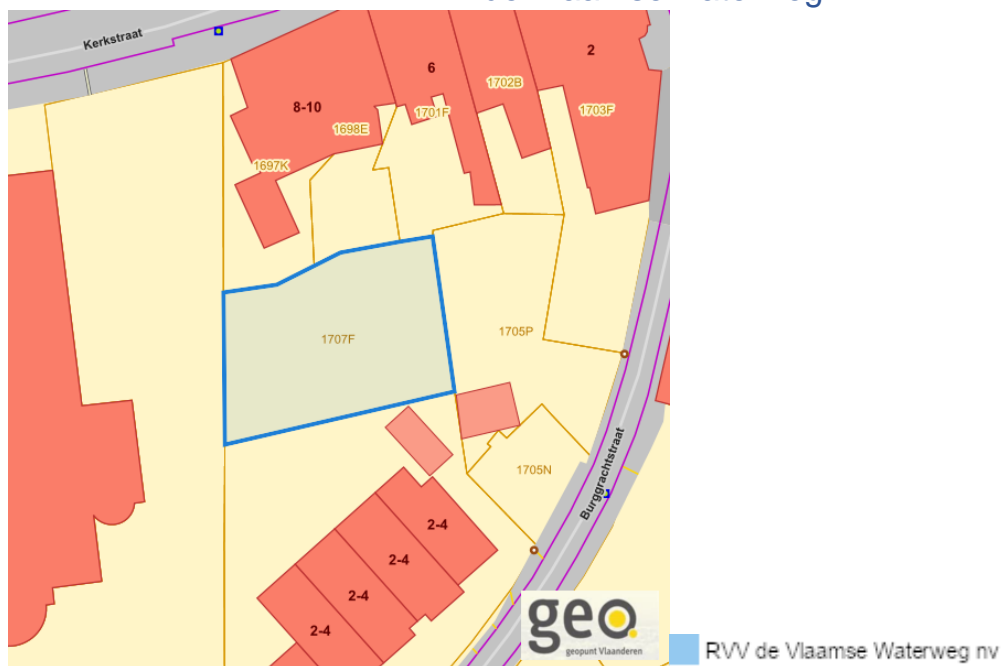 Kerkstraat
2
6
1702B
8-10
1701F
1703F
1698E
1697K
1707F
1705P
1705N
Burggrachtstraat
2-4
2-4
2-4
2-4
geo.
geopunt Vlaanderen
RVV de Vlaamse Waterweg nv